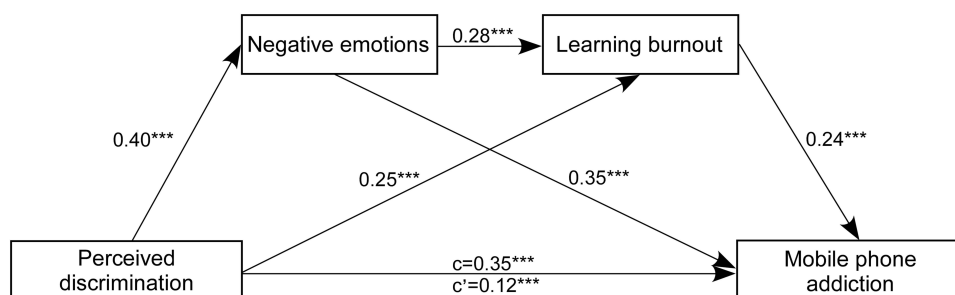 Negative emotions
0.28***
Learning burnout
0.40***
0.25***
0.35***
0.24***
Perceived
discrimination
c=0.35***
c’=0.12***
Mobile phone
addiction